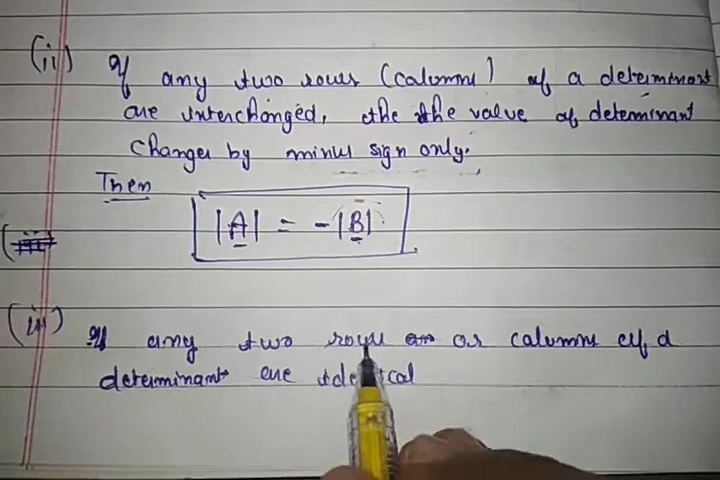 (ii) If any two rows (columns) of a determinant
are interchanged, the the value of determinant
changes by minus sign only.
Then
|A| = -|B|
(iii) If any two rows or columns of a
determinant are identical